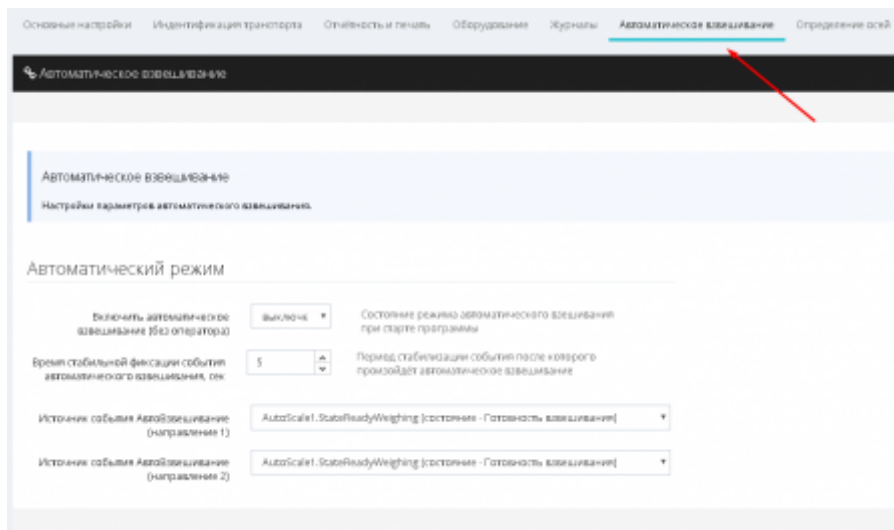 Основные настройки Индентификация транспорта Отчётность и печать Оборудование Журналы Автоматическое взвешивание Определение осей
Автоматическое взвешивание
Автоматическое взвешивание
Настройки параметров автоматического взвешивания.
Автоматический режим
Включить автоматическое
взвешивание (без оператора)
выключе
Состояние режима автоматического взешивания
при старте программы
Время стабильной фиксации события
автоматического взвешивания, сек
5
Период стабилизации события после которого
произойдёт автоматическое взвешивание
Источник события АвтоВзвешивание
(направление 1)
AutoScale1.StateReadyWeighing [состояние - Готовность взвешивания]
Источник события АвтоВзвешивание
(направление 2)
AutoScale1.StateReadyWeighing [состояние - Готовность взвешивания]